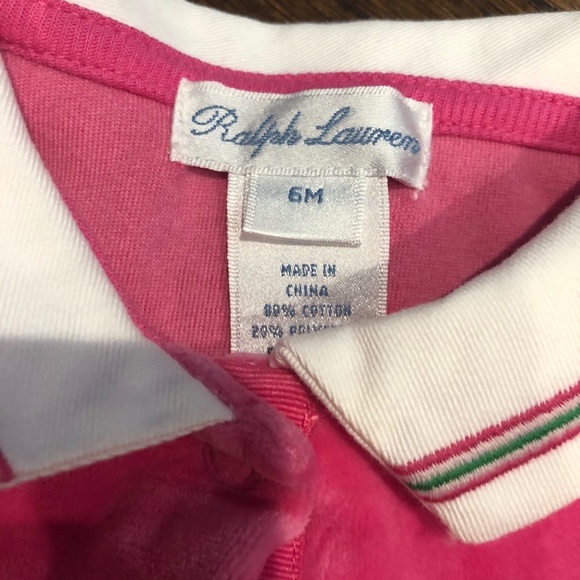 Ralph Lauren
6M
MADE IN
CHINA
80% COTTON
20%